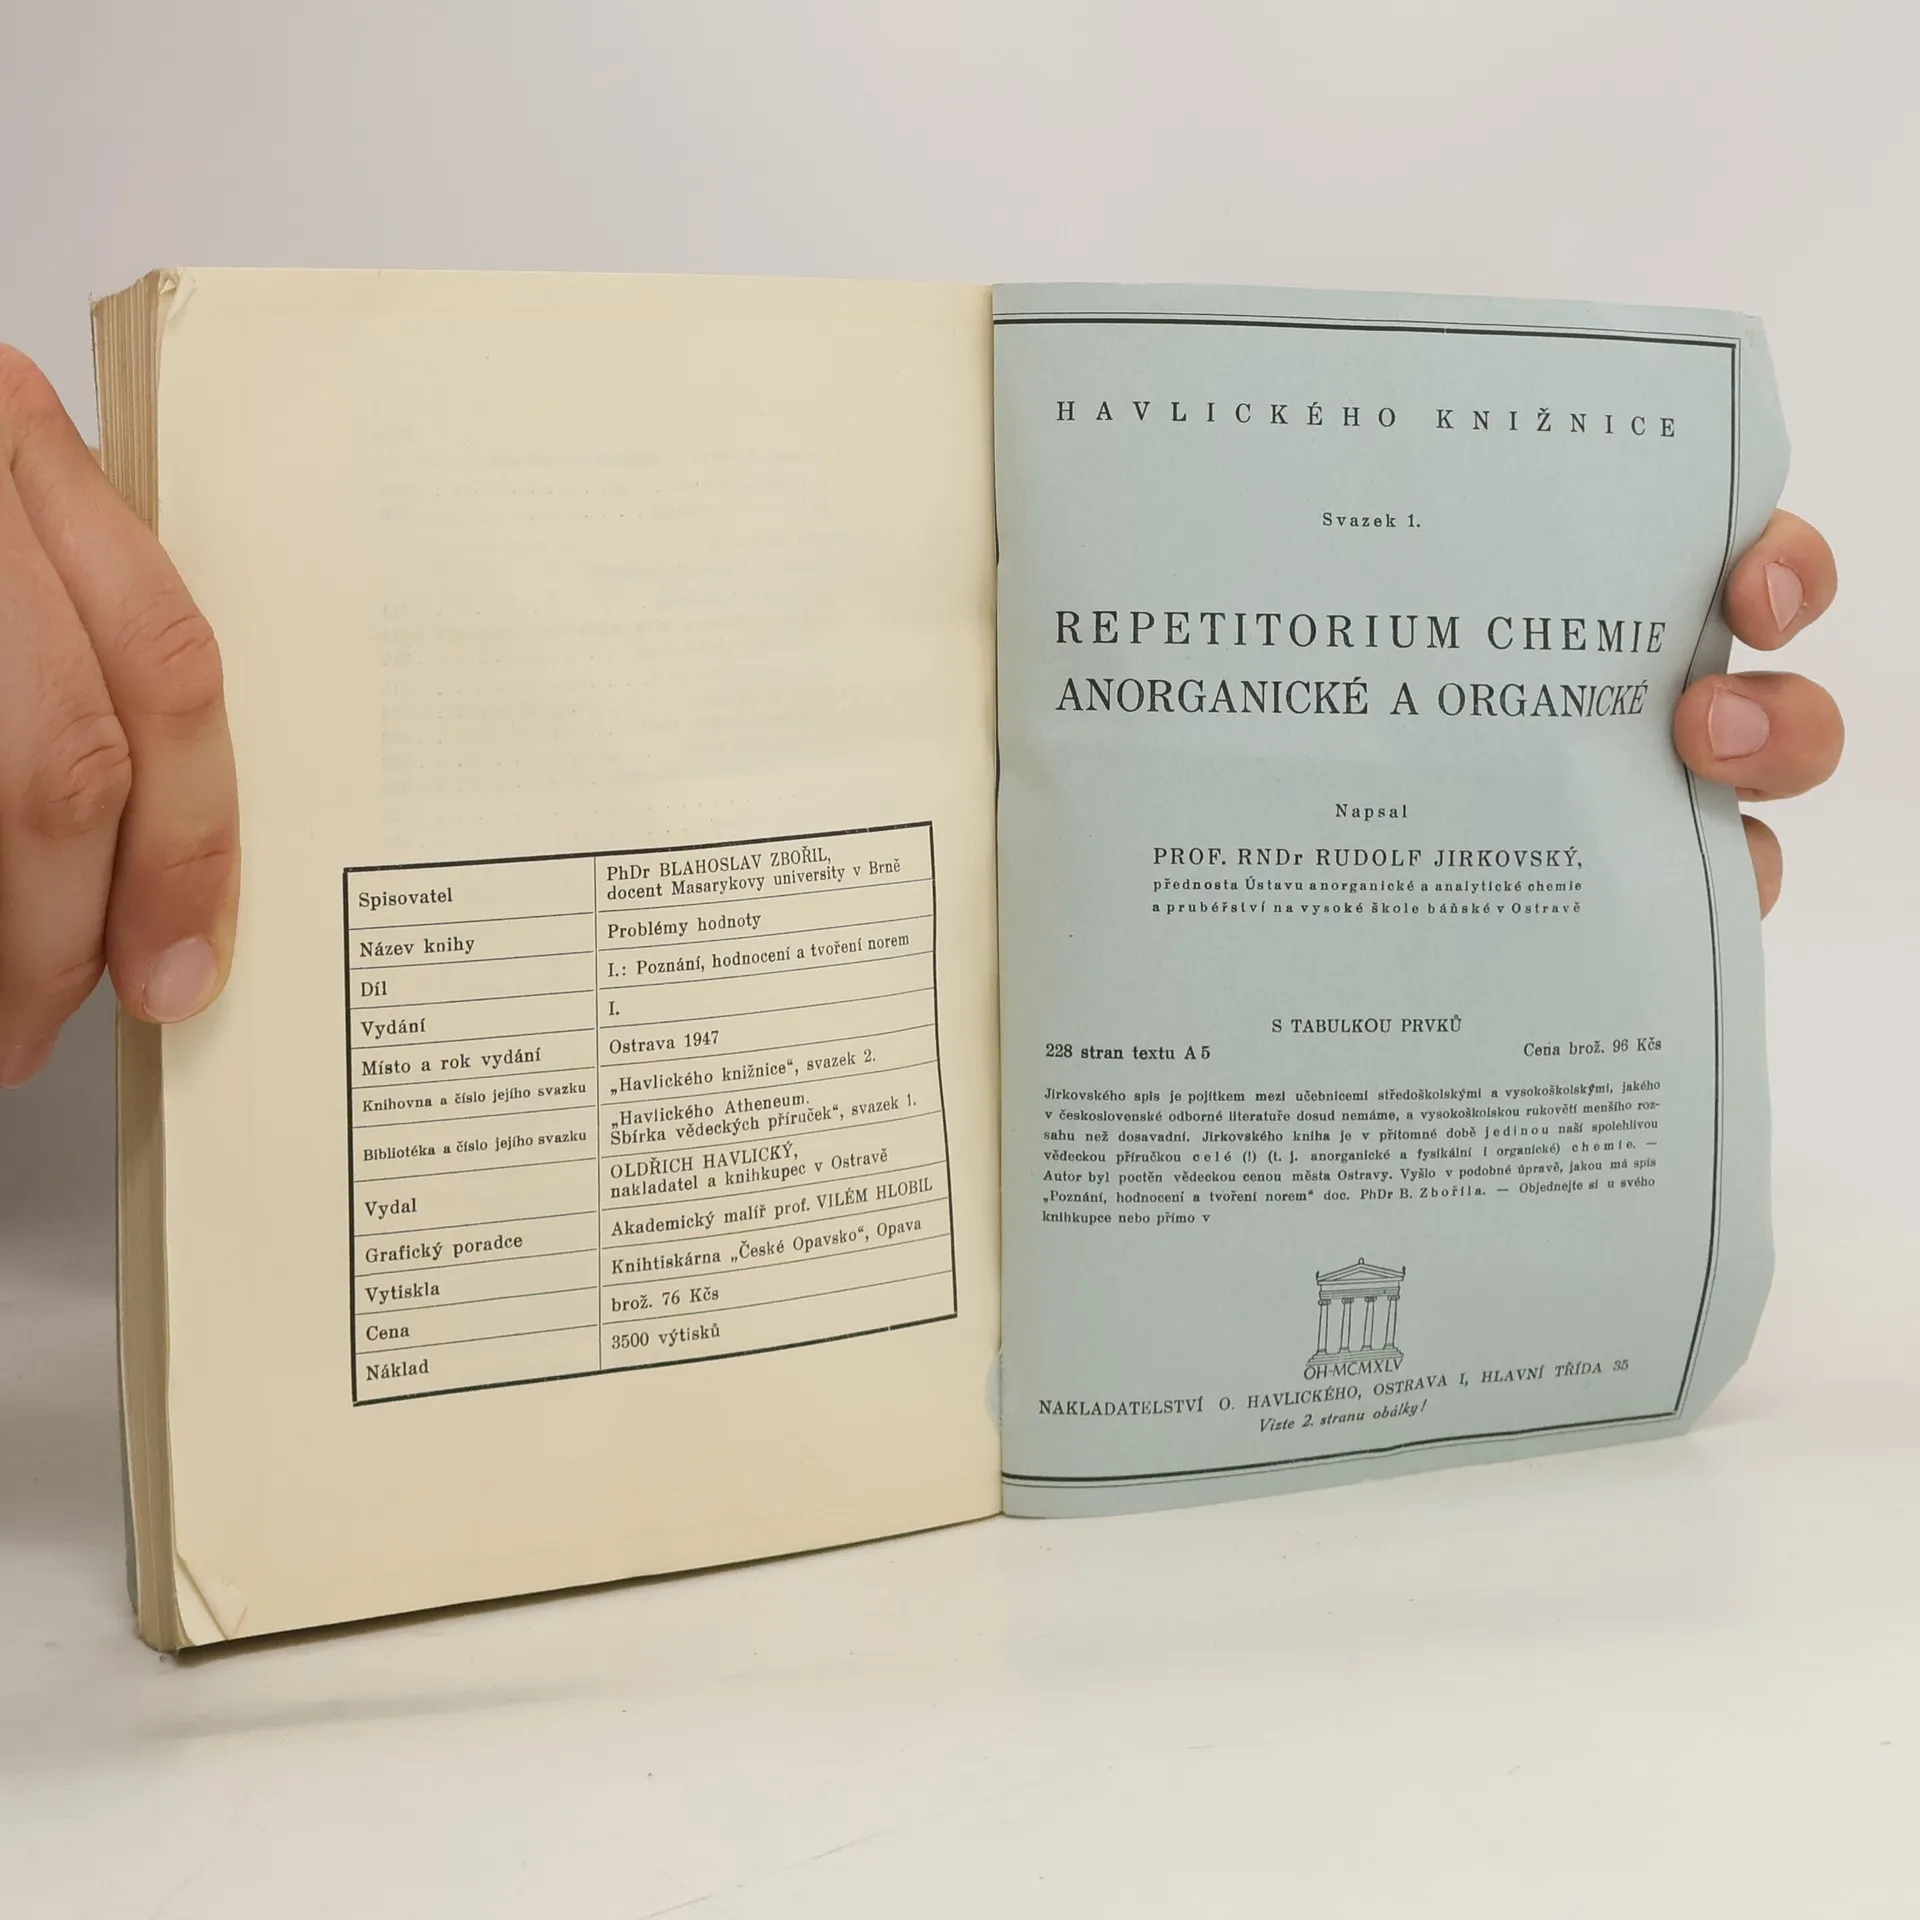 Spisovatel
PhDr BLAHOSLAV ZBOŘIL,
docent Masarykovy university v Brně
Název knihy
Problémy hodnoty
Díl
I.: Poznání, hodnocení a tvoření norem
Vydání
I.
Místo a rok vydání
Ostrava 1947
Knihovna a číslo jejího svazku
„Havlického knižnice“, svazek 2.
Bibliotéka a číslo jejího svazku
„Havlického Atheneum.
Sbírka vědeckých příruček“, svazek 1.
Vydal
OLDŘICH HAVLICKÝ,
nakladatel a knihkupec v Ostravě
Grafický poradce
Akademický malíř prof. VILÉM HLOBIL
Vytiskla
Knihtiskárna „České Opavsko“, Opava
Cena
brož. 76 Kčs
Náklad
3500 výtisků
HAVLICKÉHO KNIŽNICE
Svazek 1.
REPETITORIUM CHEMIE
ANORGANICKÉ A ORGANICKÉ
Napsal
PROF. RNDr RUDOLF JIRKOVSKÝ,
přednosta Ústavu anorganické a analytické chemie
a prubéřství na vysoké škole báňské v Ostravě
S TABULKOU PRVKŮ
228 stran textu A 5 Cena brož. 96 Kčs
Jirkovského spis je pojítkem mezi učebnicemi středoškolskými a vysokoškolskými, jakého
v československé odborné literatuře dosud nemáme, a vysokoškolskou rukovětí menšího roz-
sahu než dosavadní. Jirkovského kniha je v přítomné době jedinou naší spolehlivou
vědeckou příručkou celé (!) (t. j. anorganické a fysikální i organické) chemie. —
Autor byl poctěn vědeckou cenou města Ostravy. Vyšlo v podobné úpravě, jakou má spis
„Poznání, hodnocení a tvoření norem“ doc. PhDr B. Zbořila. — Objednejte si u svého
knihkupce nebo přímo v
OH-MCMXLV
NAKLADATELSTVÍ O. HAVLICKÉHO, OSTRAVA I, HLAVNÍ TŘÍDA 35
Vizte 2. stranu obálky!